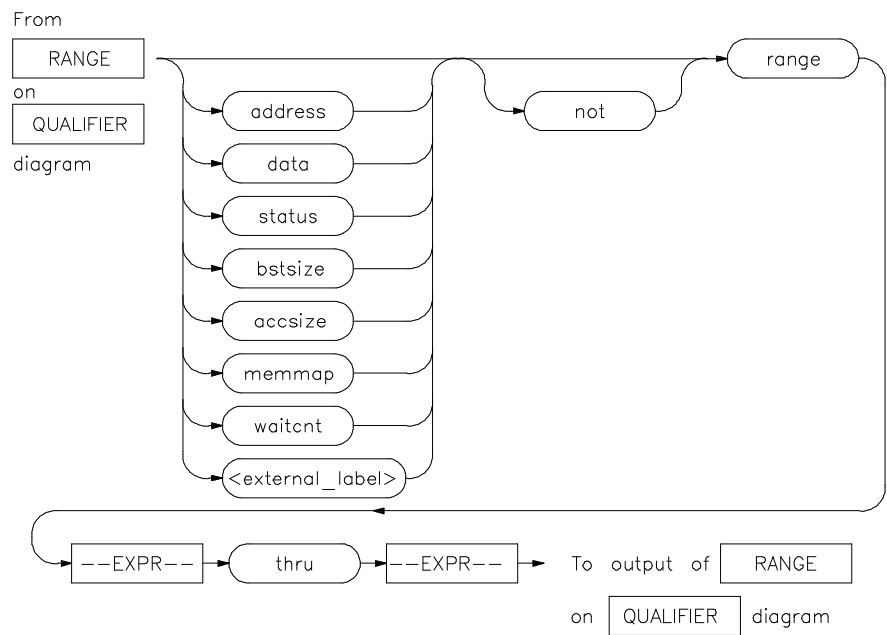 From
RANGE
on
QUALIFIER
diagram
address
data
status
bstsize
accsize
memmap
waitcnt
<external_label>
not
range
--EXPR--
thru
--EXPR--
To output of RANGE
on QUALIFIER diagram